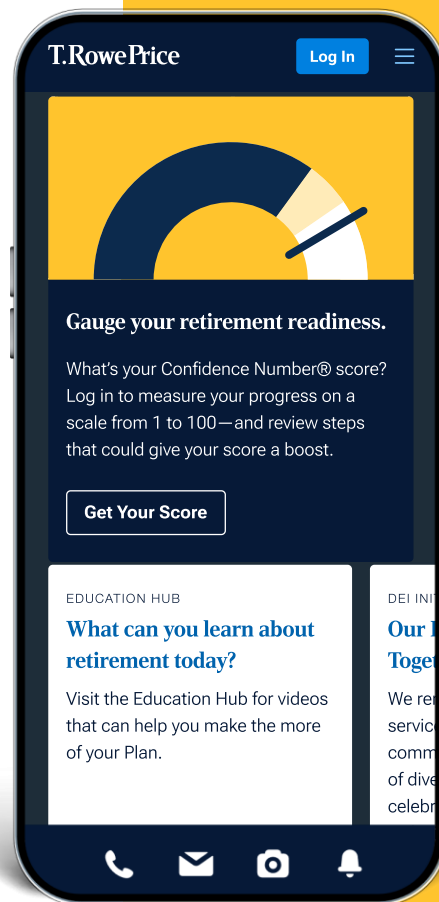 T.RowePrice
Log In
Gauge your retirement readiness.
What's your Confidence Number® score?
Log in to measure your progress on a
scale from 1 to 100—and review steps
that could give your score a boost.
Get Your Score
EDUCATION HUB
What can you learn about
retirement today?
Visit the Education Hub for videos
that can help you make the more
of your Plan.
DEI
Our
We